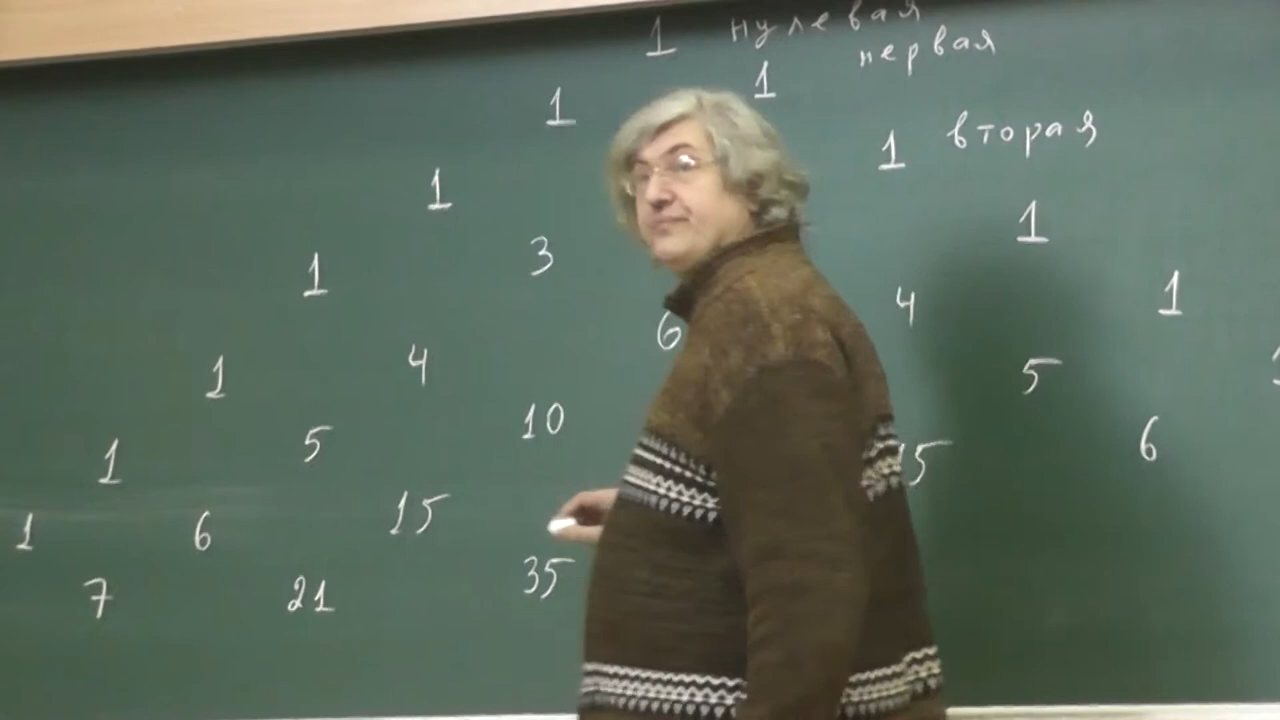 1 нулевая
1 1 первая
1 1 вторая
1 3 1
1 4 6 4 1
1 5 10 5
1 6 15 15 6
7 21 35